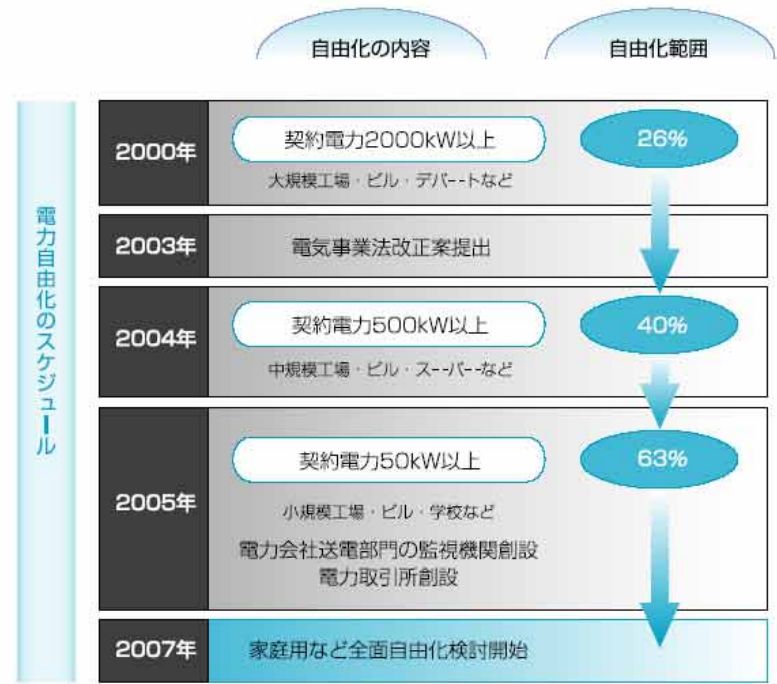 自由化の内容
自由化範囲
電力自由化のスケジュール
2000年
契約電力2000kW以上
大規模工場・ビル・デパートなど
26%
2003年
電気事業法改正案提出
2004年
契約電力500kW以上
中規模工場・ビル・スーパーなど
40%
2005年
契約電力50kW以上
小規模工場・ビル・学校など
電力会社送電部門の監視機関創設
電力取引所創設
63%
2007年
家庭用など全面自由化検討開始